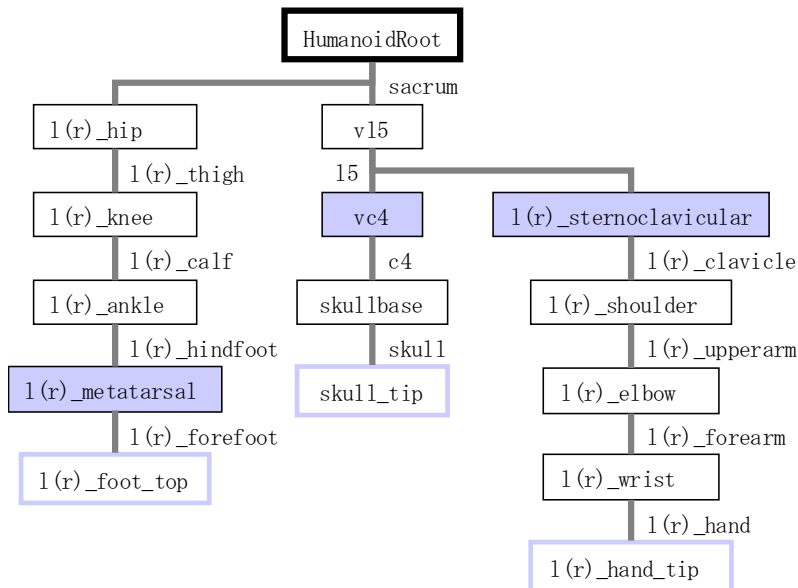 HumanoidRoot
sacrum
l(r)_hip
vl5
l(r)_thigh
l5
l(r)_knee
vc4
l(r)_sternoclavicular
l(r)_calf
c4
l(r)_clavicle
l(r)_ankle
skullbase
l(r)_shoulder
l(r)_hindfoot
skull
l(r)_upperarm
l(r)_metatarsal
skull_tip
l(r)_elbow
l(r)_forefoot
l(r)_forearm
l(r)_foot_top
l(r)_wrist
l(r)_hand
l(r)_hand_tip